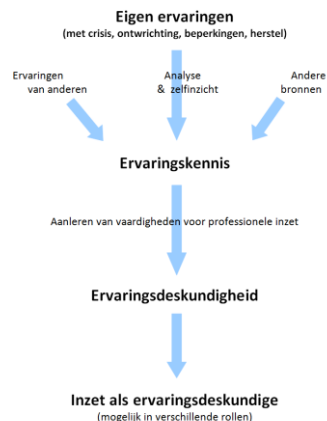 Eigen ervaringen
(met crisis, ontwrichting, beperkingen, herstel)
Ervaringen
van anderen
Analyse
& zelfinzicht
Andere
bronnen
Ervaringskennis
Aanleren van vaardigheden voor professionele inzet
Ervaringsdeskundigheid
Inzet als ervaringsdeskundige
(mogelijk in verschillende rollen)